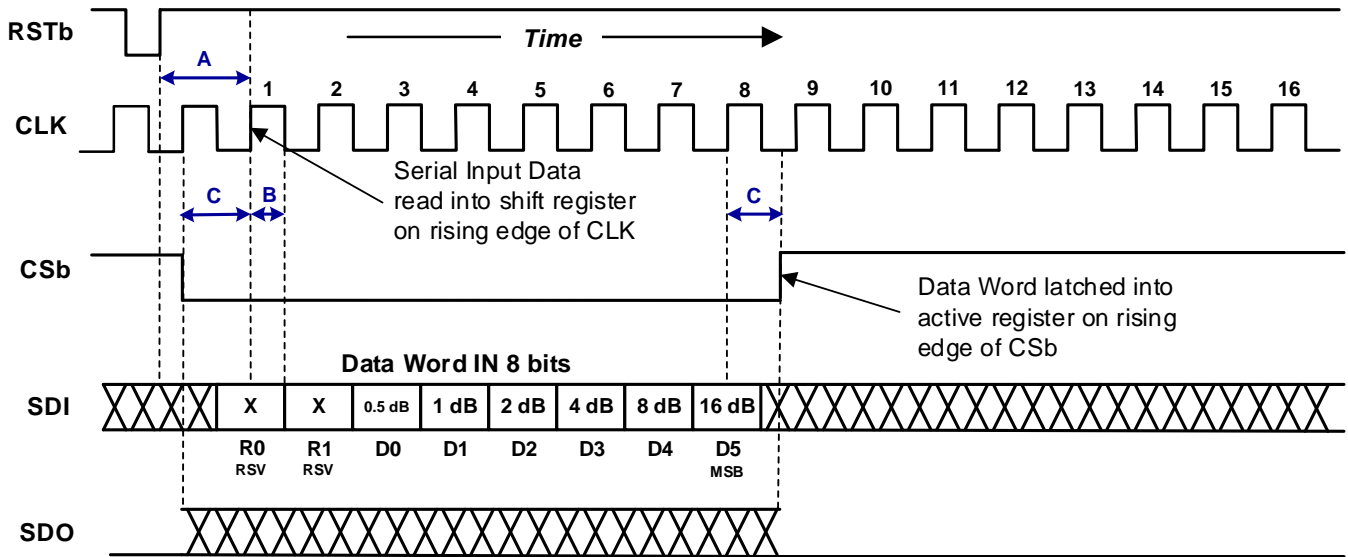 RSTb
Time
A
1 2 3 4 5 6 7 8 9 10 11 12 13 14 15 16
CLK
Serial Input Data
read into shift register
on rising edge of CLK
C B C
CSb
Data Word latched into
active register on rising
edge of CSb
Data Word IN 8 bits
SDI
X X 0.5 dB 1 dB 2 dB 4 dB 8 dB 16 dB
R0 R1 D0 D1 D2 D3 D4 D5
RSV RSV MSB
SDO